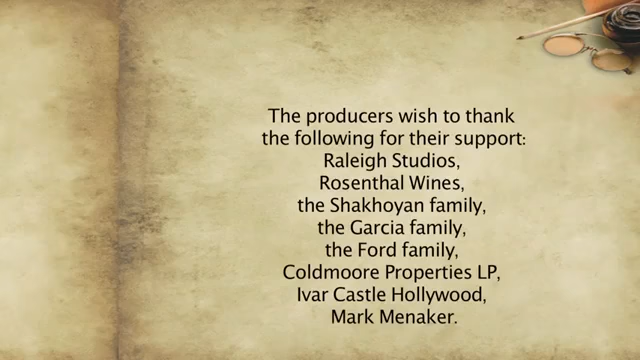 The producers wish to thank
the following for their support:
Raleigh Studios,
Rosenthal Wines,
the Shakhoyan family,
the Garcia family,
the Ford family,
Coldmoore Properties LP,
Ivar Castle Hollywood,
Mark Menaker.